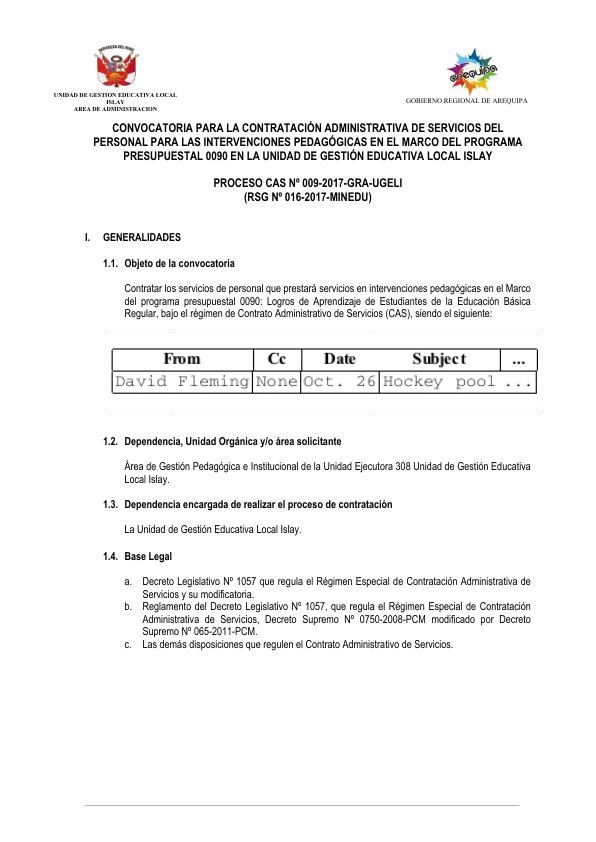 REPUBLICA DEL PERU
UNIDAD DE GESTION EDUCATIVA LOCAL
ISLAY
AREA DE ADMINISTRACION
arequipa
GOBIERNO REGIONAL DE AREQUIPA
CONVOCATORIA PARA LA CONTRATACIÓN ADMINISTRATIVA DE SERVICIOS DEL
PERSONAL PARA LAS INTERVENCIONES PEDAGÓGICAS EN EL MARCO DEL PROGRAMA
PRESUPUESTAL 0090 EN LA UNIDAD DE GESTIÓN EDUCATIVA LOCAL ISLAY
PROCESO CAS Nº 009-2017-GRA-UGELI
(RSG Nº 016-2017-MINEDU)
I. GENERALIDADES
1.1. Objeto de la convocatoria
Contratar los servicios de personal que prestará servicios en intervenciones pedagógicas en el Marco
del programa presupuestal 0090: Logros de Aprendizaje de Estudiantes de la Educación Básica
Regular, bajo el régimen de Contrato Administrativo de Servicios (CAS), siendo el siguiente:
From Cc Date Subject ...
David Fleming None Oct. 26 Hockey pool ...
1.2. Dependencia, Unidad Orgánica y/o área solicitante
Área de Gestión Pedagógica e Institucional de la Unidad Ejecutora 308 Unidad de Gestión Educativa
Local Islay.
1.3. Dependencia encargada de realizar el proceso de contratación
La Unidad de Gestión Educativa Local Islay.
1.4. Base Legal
a. Decreto Legislativo Nº 1057 que regula el Régimen Especial de Contratación Administrativa de
Servicios y su modificatoria.
b. Reglamento del Decreto Legislativo Nº 1057, que regula el Régimen Especial de Contratación
Administrativa de Servicios, Decreto Supremo Nº 0750-2008-PCM modificado por Decreto
Supremo Nº 065-2011-PCM.
c. Las demás disposiciones que regulen el Contrato Administrativo de Servicios.